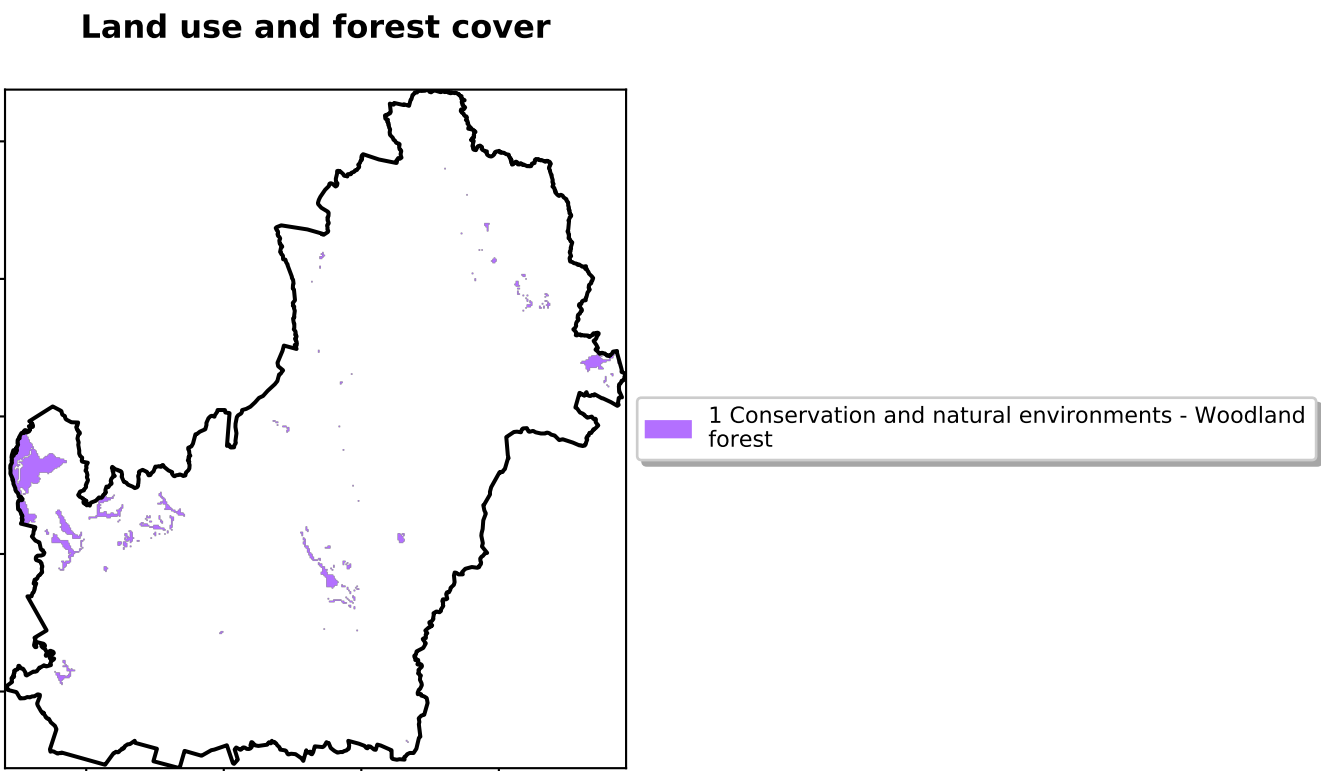 Land use and forest cover
1 Conservation and natural environments - Woodland
forest